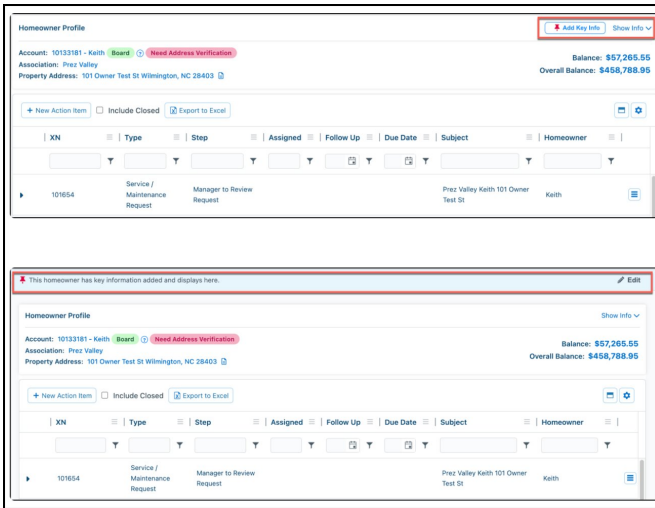 Homeowner Profile Add Key Info Show Info
Account: 10133181 - Keith Board ? Need Address Verification
Balance: $57,265.55
Association: Prez Valley
Overall Balance: $458,788.95
Property Address: 101 Owner Test St Wilmington, NC 28403
+ New Action Item Include Closed Export to Excel
XN Type Step Assigned Follow Up Due Date Subject Homeowner
101654 Service / Maintenance Request Manager to Review Request Prez Valley Keith 101 Owner Test St Keith
This homeowner has key information added and displays here. Edit
Homeowner Profile Show Info
Account: 10133181 - Keith Board ? Need Address Verification
Balance: $57,265.55
Association: Prez Valley
Overall Balance: $458,788.95
Property Address: 101 Owner Test St Wilmington, NC 28403
+ New Action Item Include Closed Export to Excel
XN Type Step Assigned Follow Up Due Date Subject Homeowner
101654 Service / Maintenance Request Manager to Review Request Prez Valley Keith 101 Owner Test St Keith